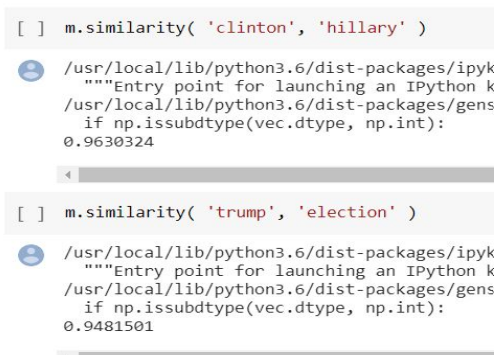 [ ] m.similarity( 'clinton', 'hillary' )
/usr/local/lib/python3.6/dist-packages/ipyk
"""Entry point for launching an IPython k
/usr/local/lib/python3.6/dist-packages/gens
if np.issubdtype(vec.dtype, np.int):
0.9630324
[ ] m.similarity( 'trump', 'election' )
/usr/local/lib/python3.6/dist-packages/ipyk
"""Entry point for launching an IPython k
/usr/local/lib/python3.6/dist-packages/gens
if np.issubdtype(vec.dtype, np.int):
0.9481501